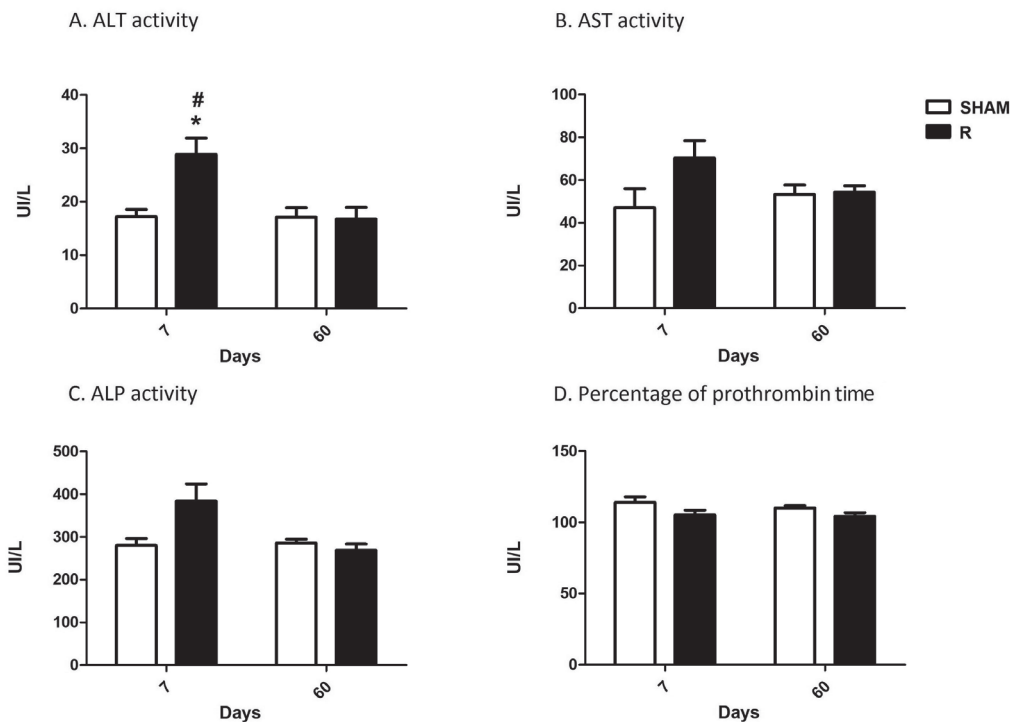 A. ALT activity
40
30
20
10
0
UI/L
#
*
7
60
Days
B. AST activity
100
80
60
40
20
0
UI/L
7
60
Days
SHAM
R
C. ALP activity
500
400
300
200
100
0
UI/L
7
60
Days
D. Percentage of prothrombin time
150
100
50
0
UI/L
7
60
Days